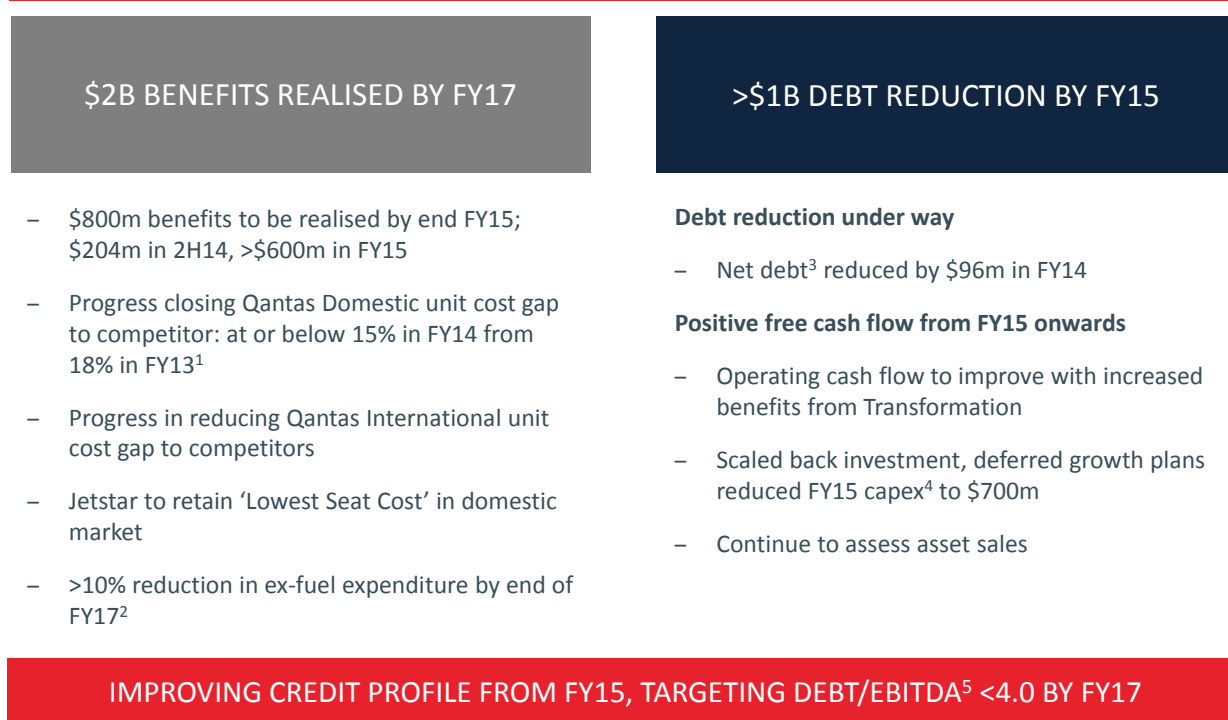 $2B BENEFITS REALISED BY FY17
– $800m benefits to be realised by end FY15;
$204m in 2H14, >$600m in FY15
– Progress closing Qantas Domestic unit cost gap
to competitor: at or below 15% in FY14 from
18% in FY13¹
– Progress in reducing Qantas International unit
cost gap to competitors
– Jetstar to retain ‘Lowest Seat Cost’ in domestic
market
– >10% reduction in ex-fuel expenditure by end of
FY17²
>$1B DEBT REDUCTION BY FY15
Debt reduction under way
– Net debt³ reduced by $96m in FY14
Positive free cash flow from FY15 onwards
– Operating cash flow to improve with increased
benefits from Transformation
– Scaled back investment, deferred growth plans
reduced FY15 capex⁴ to $700m
– Continue to assess asset sales
IMPROVING CREDIT PROFILE FROM FY15, TARGETING DEBT/EBITDA⁵ <4.0 BY FY17